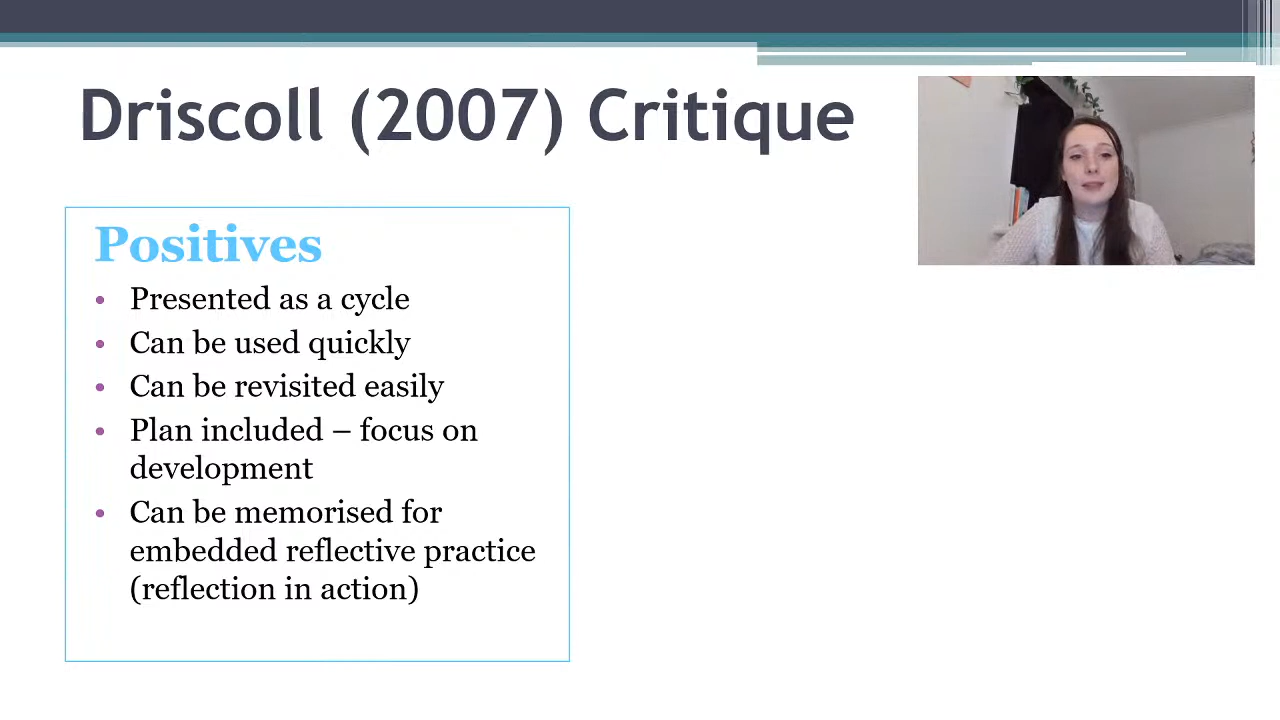 Driscoll (2007) Critique
Positives
• Presented as a cycle
• Can be used quickly
• Can be revisited easily
• Plan included – focus on
development
• Can be memorised for
embedded reflective practice
(reflection in action)